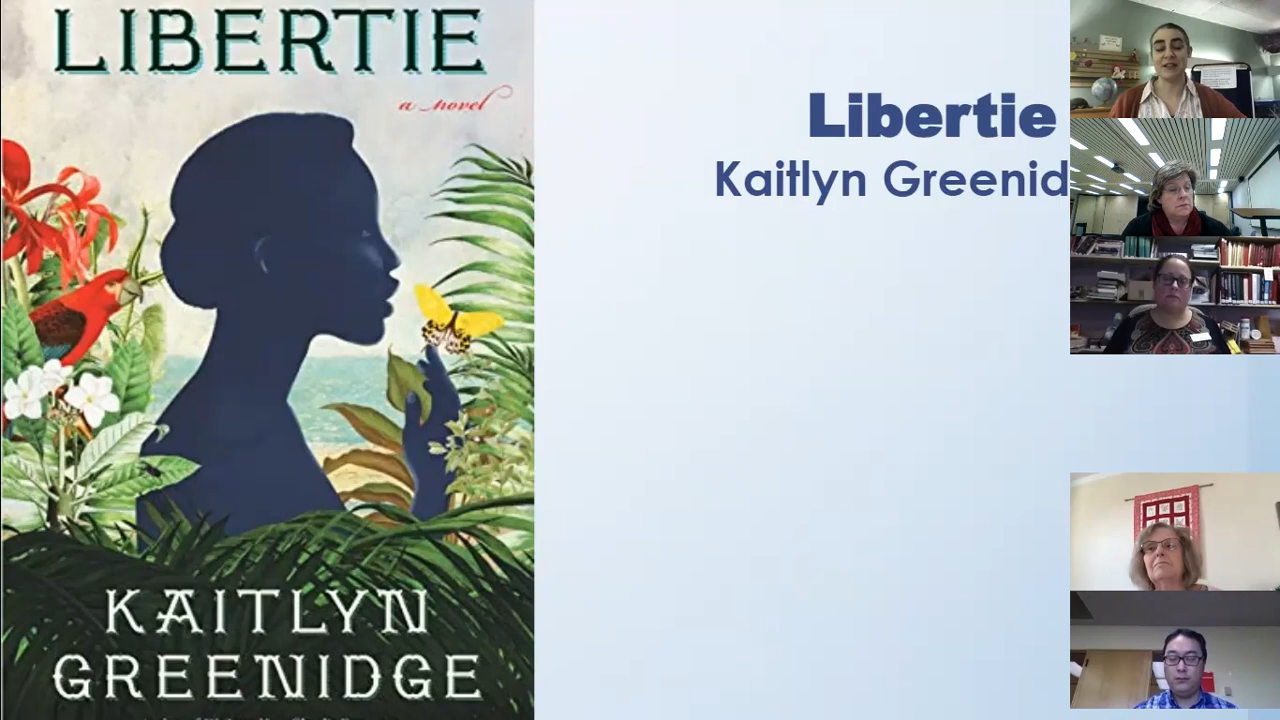 LIBERTIE
a novel
KAITLYN
GREENIDGE
Libertie
Kaitlyn Greenid